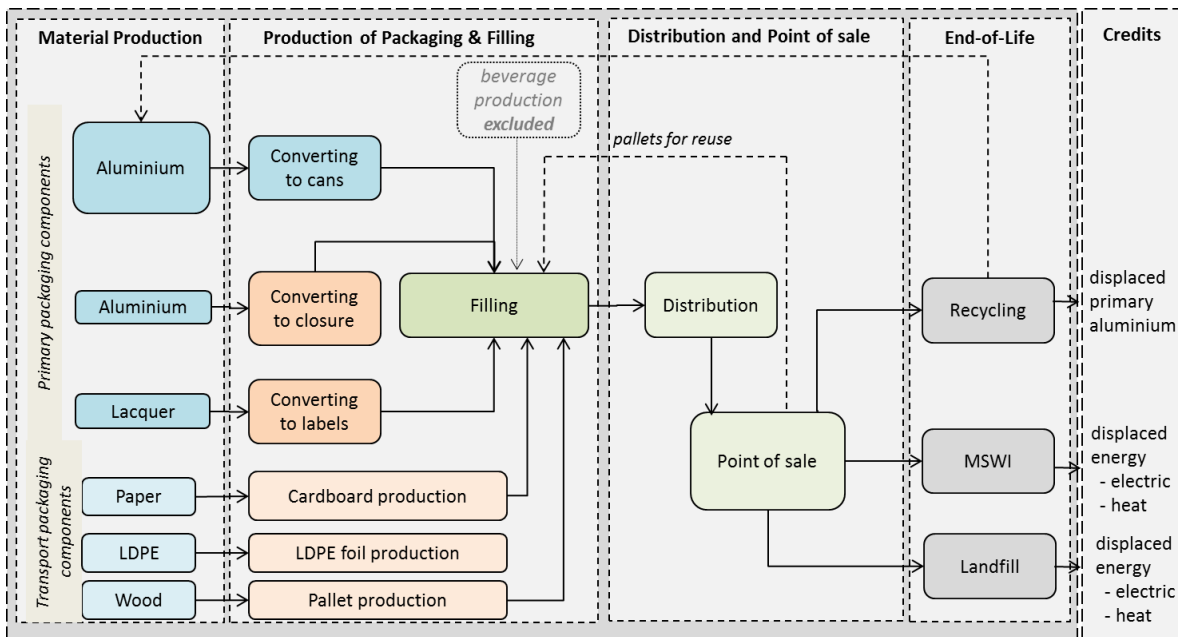 Material Production
Production of Packaging & Filling
Distribution and Point of sale
End-of-Life
Credits
Primary packaging components
Transport packaging
components
beverage
production
excluded
pallets for reuse
Aluminium
Converting
to cans
Aluminium
Converting
to closure
Filling
Distribution
Recycling
displaced
primary
aluminium
Lacquer
Converting
to labels
Point of sale
MSWI
displaced
energy
- electric
- heat
Paper
Cardboard production
LDPE
LDPE foil production
Landfill
displaced
energy
- electric
- heat
Wood
Pallet production